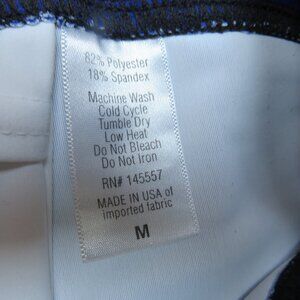 82% Polyester
18% Spandex
Machine Wash
Cold Cycle
Tumble Dry
Low Heat
Do Not Bleach
Do Not Iron
RN# 145557
MADE IN USA of
imported fabric
M